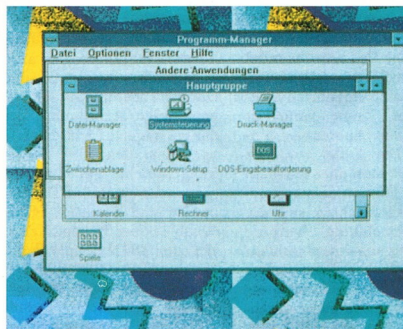 Programm-Manager
Datei Optionen Fenster Hilfe
Andere Anwendungen
Hauptgruppe
Datei-Manager Systemsteuerung Druck-Manager
DOS
Zwischenablage Windows-Setup DOS-Eingabeaufforderung
Kalender Rechner Uhr
Spiele